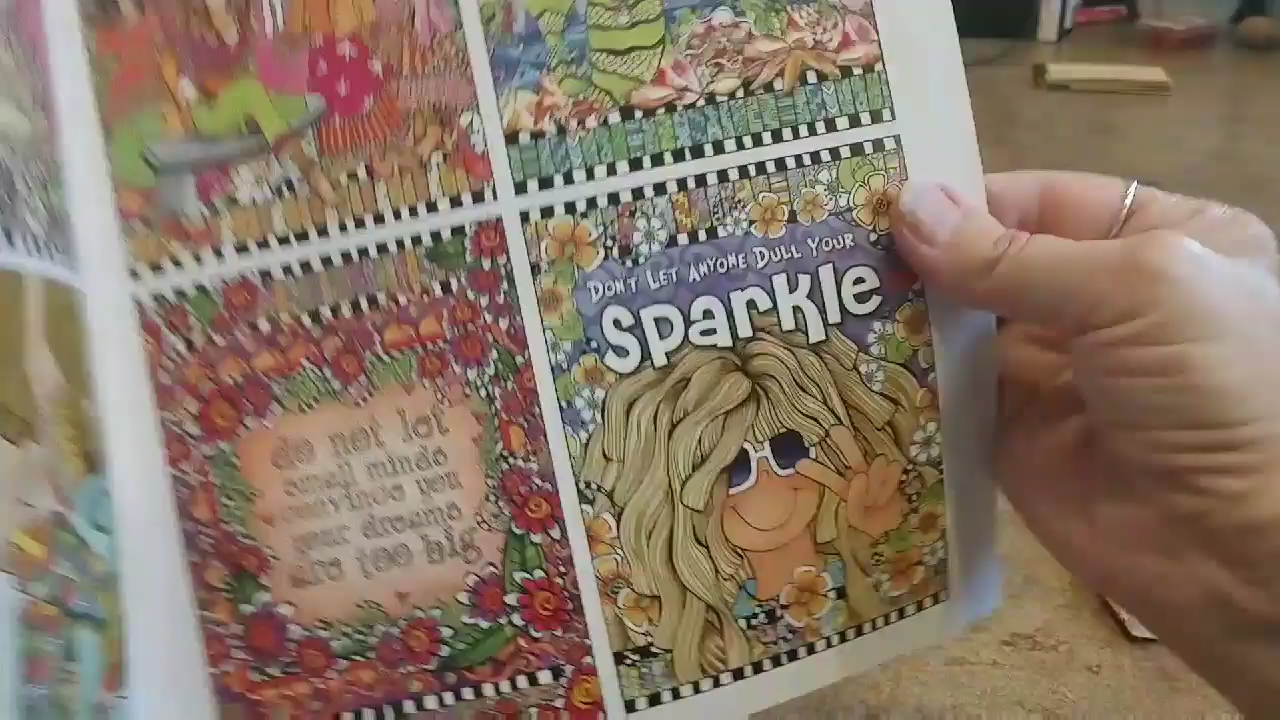 DON'T LET ANYONE DULL YOUR
Sparkle
do not let
small minds
convince you
your dreams
are too big